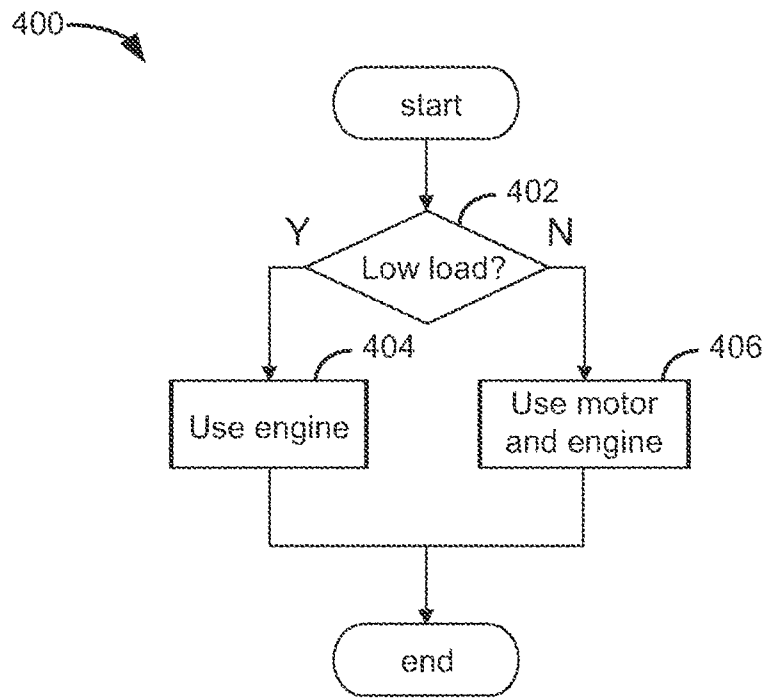 400
start
402
Y
N
Low load?
404
406
Use engine
Use motor
and engine
end